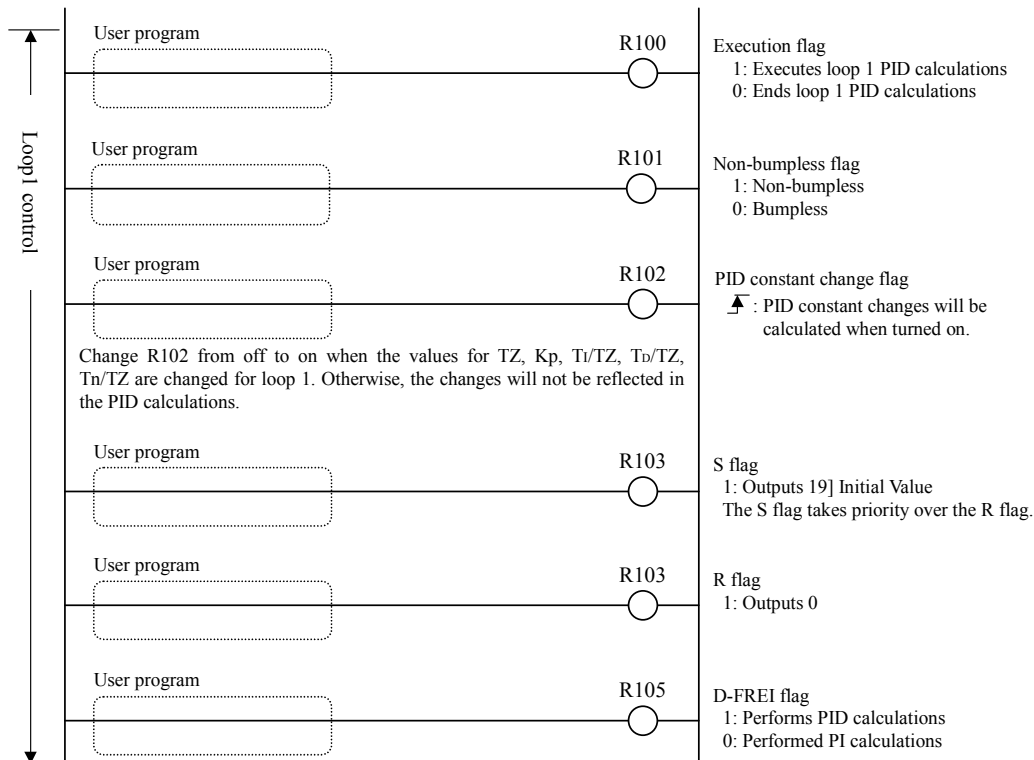 User program
R100
Execution flag
1: Executes loop 1 PID calculations
0: Ends loop 1 PID calculations
Loop1 control
User program
R101
Non-bumpless flag
1: Non-bumpless
0: Bumpless
User program
R102
PID constant change flag
: PID constant changes will be
calculated when turned on.
Change R102 from off to on when the values for TZ, Kp, TI/TZ, TD/TZ,
Tn/TZ are changed for loop 1. Otherwise, the changes will not be reflected in
the PID calculations.
User program
R103
S flag
1: Outputs 19] Initial Value
The S flag takes priority over the R flag.
User program
R103
R flag
1: Outputs 0
User program
R105
D-FREI flag
1: Performs PID calculations
0: Performed PI calculations